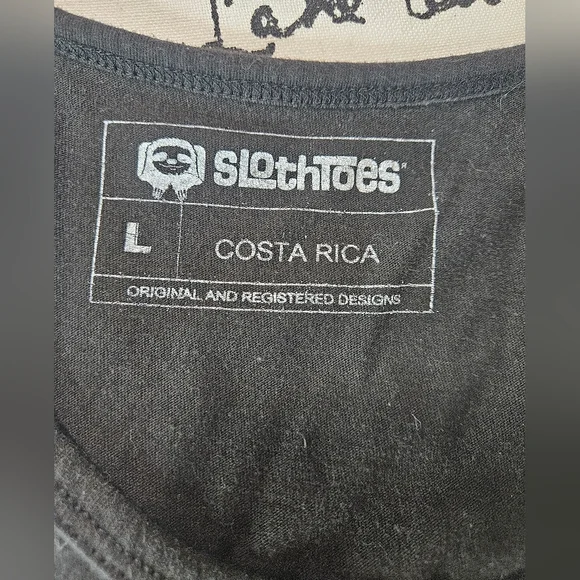 SLOthTOes
L
COSTA RICA
ORIGINAL AND REGISTERED DESIGNS